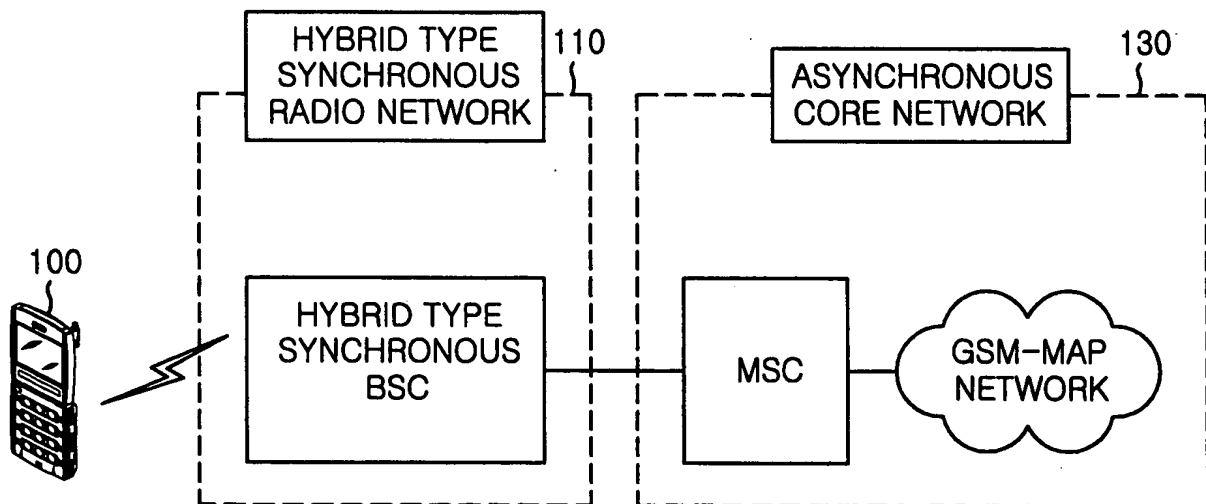 HYBRID TYPE
SYNCHRONOUS
RADIO NETWORK
110
ASYNCHRONOUS
CORE NETWORK
130
100
HYBRID TYPE
SYNCHRONOUS
BSC
MSC
GSM-MAP
NETWORK